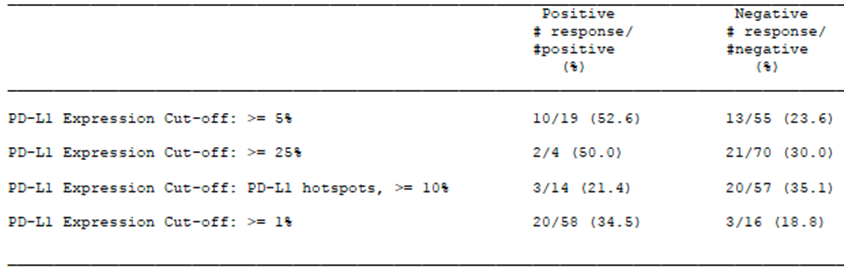 Positive Negative
# response/ # response/
#positive #negative
(%) (%)
PD-L1 Expression Cut-off: >= 5% 10/19 (52.6) 13/55 (23.6)
PD-L1 Expression Cut-off: >= 25% 2/4 (50.0) 21/70 (30.0)
PD-L1 Expression Cut-off: PD-L1 hotspots, >= 10% 3/14 (21.4) 20/57 (35.1)
PD-L1 Expression Cut-off: >= 1% 20/58 (34.5) 3/16 (18.8)